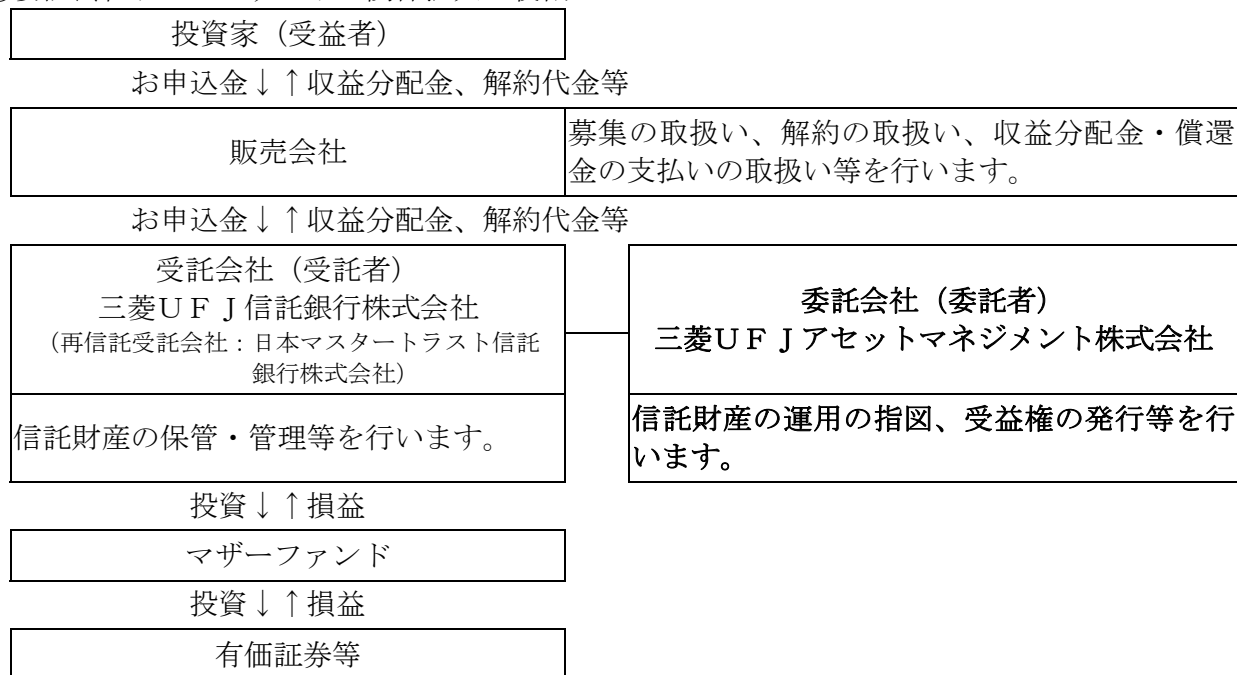 投資家（受益者）
お申込金↓↑収益分配金、解約代金等
販売会社
募集の取扱い、解約の取扱い、収益分配金・償還
金の支払いの取扱い等を行います。
お申込金↓↑収益分配金、解約代金等
受託会社（受託者）
三菱ＵＦＪ信託銀行株式会社
（再信託受託会社：日本マスタートラスト信託
銀行株式会社）
委託会社（委託者）
三菱ＵＦＪアセットマネジメント株式会社
信託財産の保管・管理等を行います。
信託財産の運用の指図、受益権の発行等を行
います。
投資↓↑損益
マザーファンド
投資↓↑損益
有価証券等